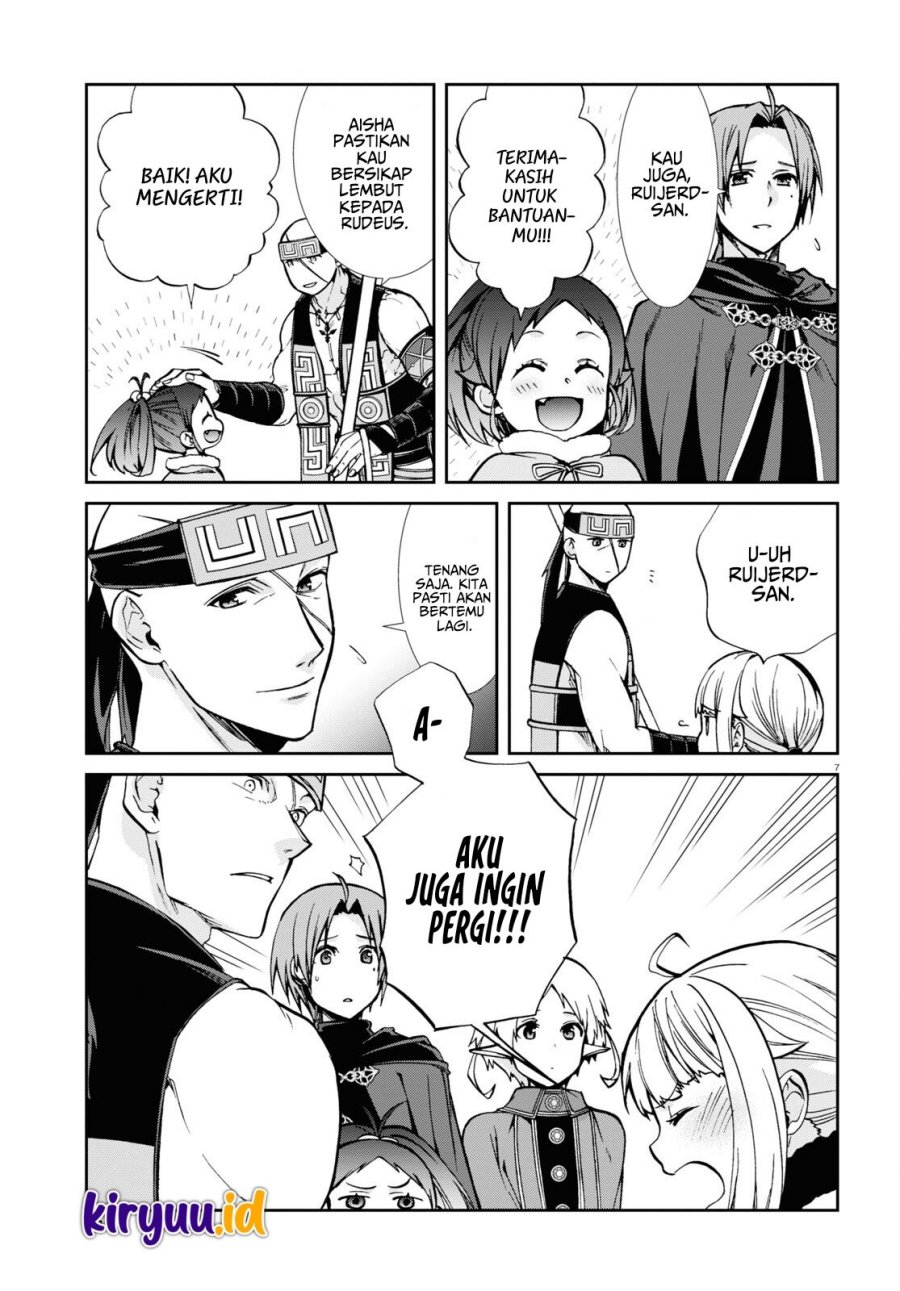 KAU
JUGA,
RUIJERD-
SAN.
TERIMA-
KASIH
UNTUK
BANTUAN-
MU!!!
AISHA
PASTIKAN
KAU
BERSIKAP
LEMBUT
KEPADA
RUDEUS.
BAIK! AKU
MENGERTI!
U-UH
RUIJERD-
SAN.
TENANG
SAJA. KITA
PASTI AKAN
BERTEMU
LAGI.
7
A-
AKU
JUGA INGIN
PERGI!!!
kiryuu.id